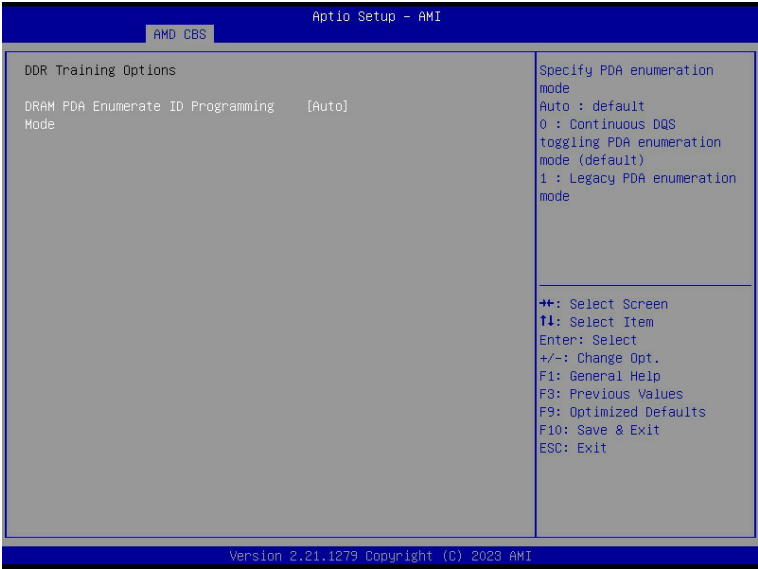 Aptio Setup – AMI
AMD CBS
DDR Training Options
DRAM PDA Enumerate ID Programming [Auto]
Mode
Specify PDA enumeration
mode
Auto : default
0 : Continuous DQS
toggling PDA enumeration
mode (default)
1 : Legacy PDA enumeration
mode
→←: Select Screen
↑↓: Select Item
Enter: Select
+/-: Change Opt.
F1: General Help
F3: Previous Values
F9: Optimized Defaults
F10: Save & Exit
ESC: Exit
Version 2.21.1279 Copyright (C) 2023 AMI